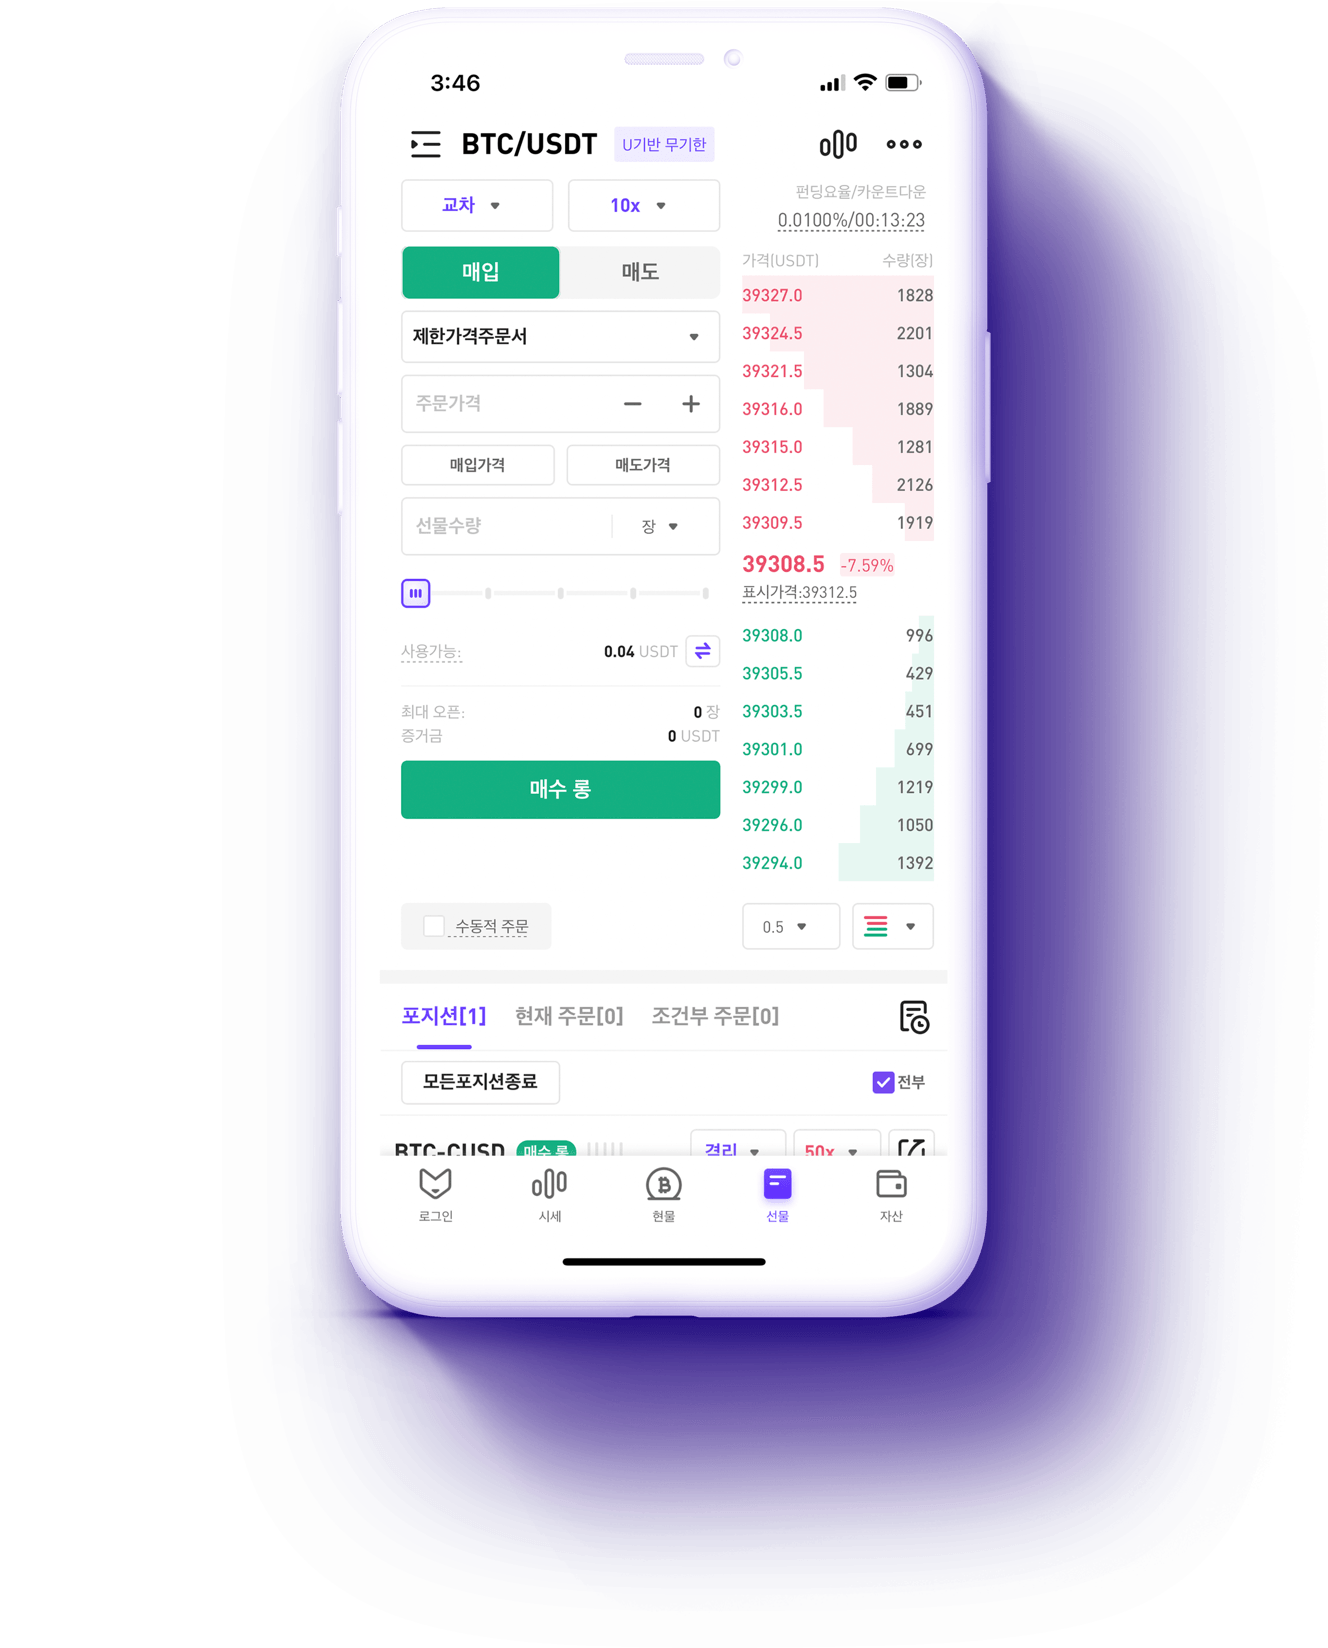 3:46
BTC/USDT U기반 무기한
교차 10x
펀딩요율/카운트다운
0.0100%/00:13:23
매입 매도
제한가격주문서
주문가격
매입가격 매도가격
선물수량 장
사용가능: 0.04 USDT
최대 오픈: 0 장
증거금 0 USDT
매수 롱
수동적 주문
가격(USDT) 수량(장)
39327.0 1828
39324.5 2201
39321.5 1304
39316.0 1889
39315.0 1281
39312.5 2126
39309.5 1919
39308.5 -7.59%
표시가격:39312.5
39308.0 996
39305.5 429
39303.5 451
39301.0 699
39299.0 1219
39296.0 1050
39294.0 1392
0.5
포지션[1] 현재 주문[0] 조건부 주문[0]
모든포지션종료 전부
BTC-CUSD 매수 롱 격리 50x
로그인 시세 현물 선물 자산